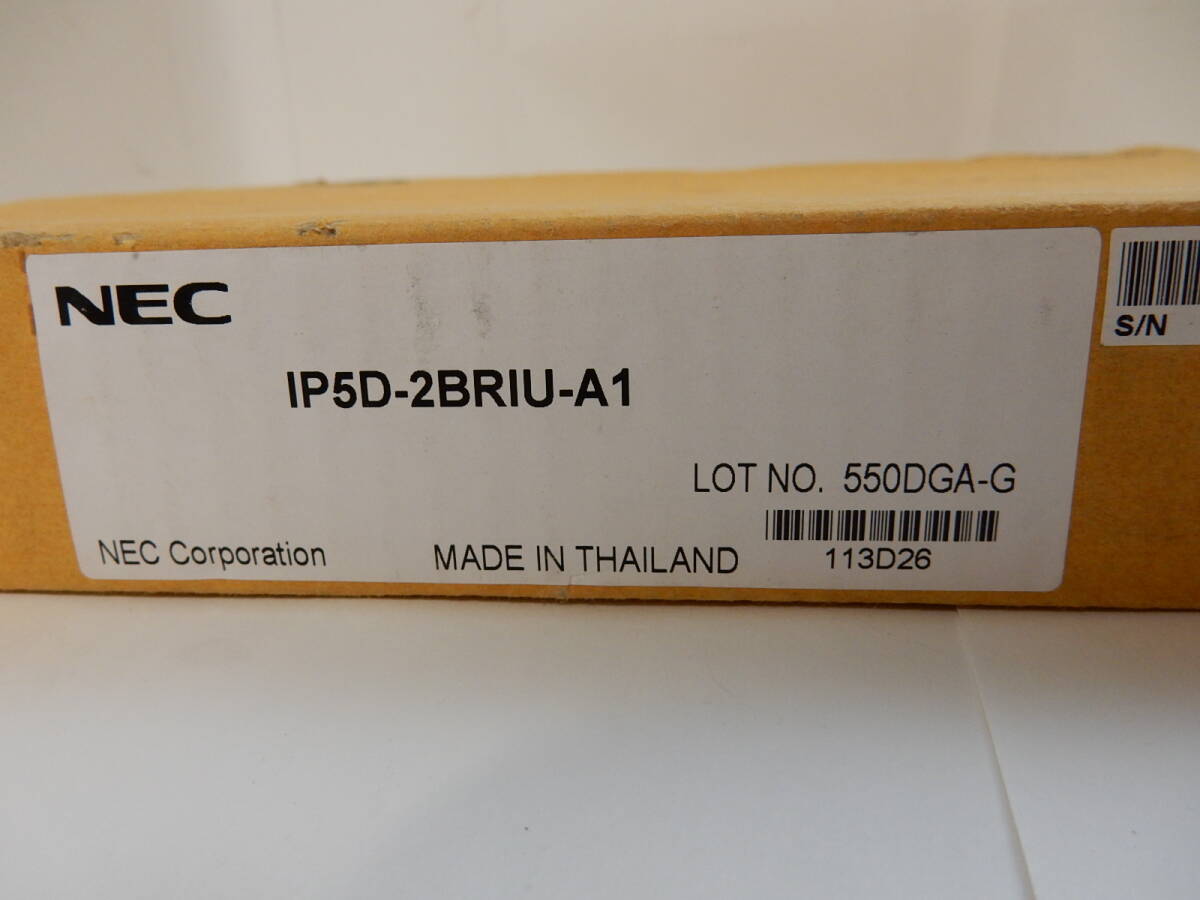 NEC
IP5D-2BRIU-A1
LOT NO. 550DGA-G
113D26
NEC Corporation
MADE IN THAILAND
S/N